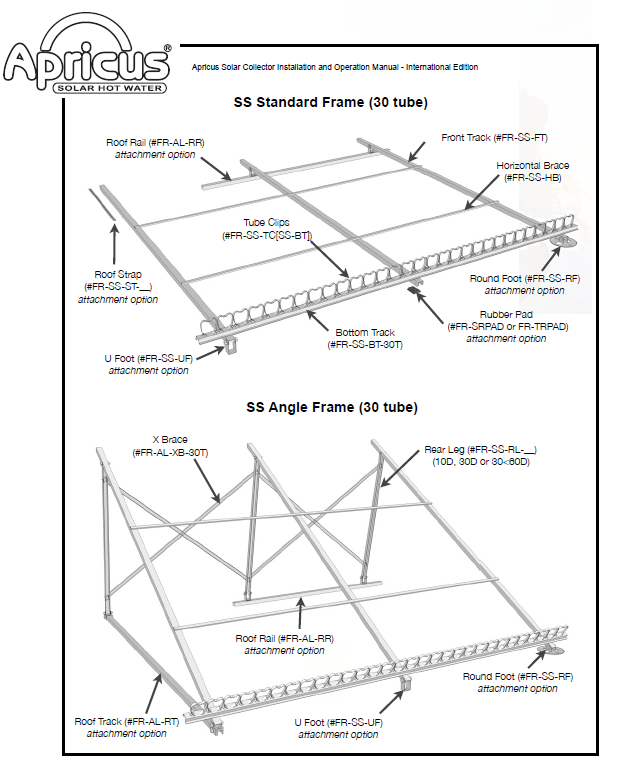 Apricus®
SOLAR HOT WATER
Apricus Solar Collector Installation and Operation Manual - International Edition
SS Standard Frame (30 tube)
Roof Rail (#FR-AL-RR)
attachment option
Front Track (#FR-SS-FT)
Horizontal Brace
(#FR-SS-HB)
Tube Clips
(#FR-SS-TC[SS-BT])
Roof Strap
(#FR-SS-ST-__)
attachment option
Round Foot (#FR-SS-RF)
attachment option
Rubber Pad
(#FR-SRPAD or FR-TRPAD)
attachment option
Bottom Track
(#FR-SS-BT-30T)
U Foot (#FR-SS-UF)
attachment option
SS Angle Frame (30 tube)
X Brace
(#FR-AL-XB-30T)
Rear Leg (#FR-SS-RL-__)
(10D, 30D or 30<60D)
Roof Rail (#FR-AL-RR)
attachment option
Round Foot (#FR-SS-RF)
attachment option
Roof Track (#FR-AL-RT)
attachment option
U Foot (#FR-SS-UF)
attachment option